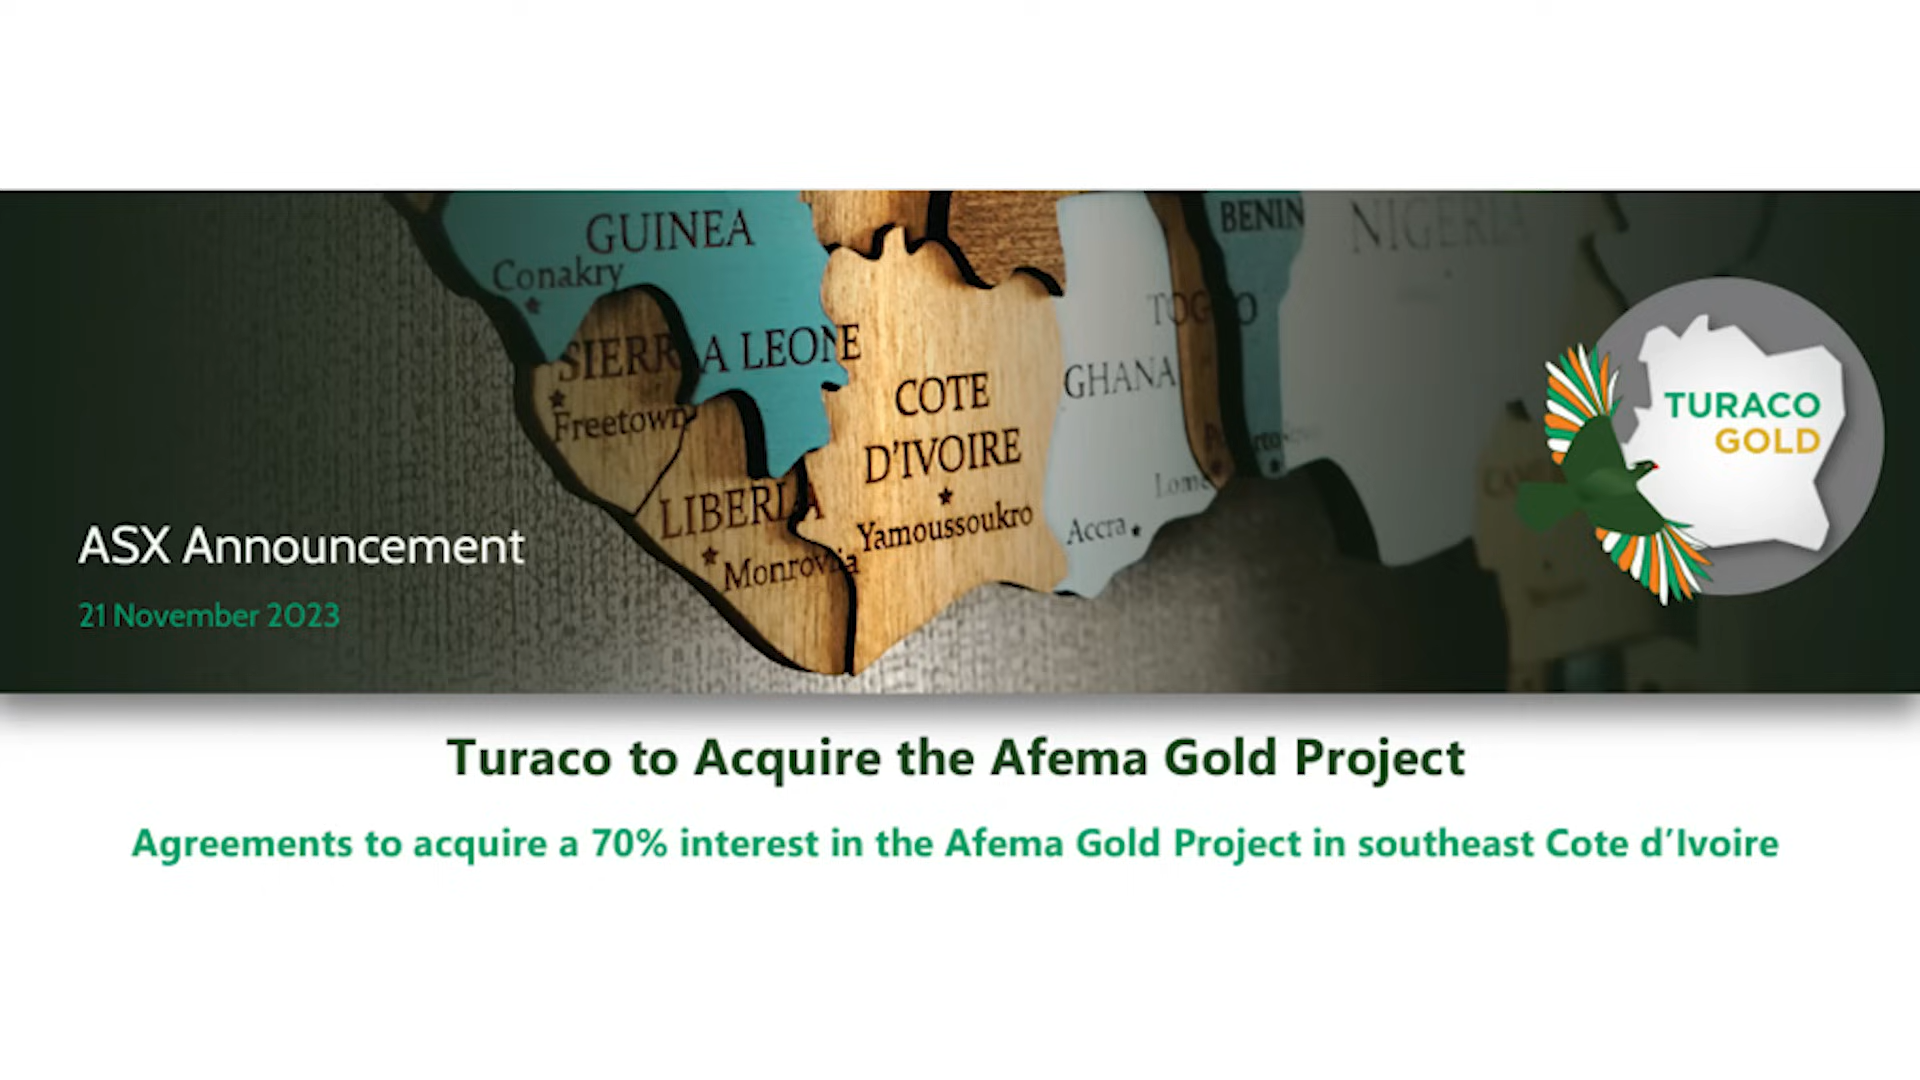 GUINEA
Conakry
SIERRA LEONE
Freetown
LIBERIA
Monrovia
COTE
D'IVOIRE
Yamoussoukro
GHANA
Accra
TOGO
Lome
BENIN
NIGERIA
TURACO
GOLD
ASX Announcement
21 November 2023
Turaco to Acquire the Afema Gold Project
Agreements to acquire a 70% interest in the Afema Gold Project in southeast Cote d’Ivoire